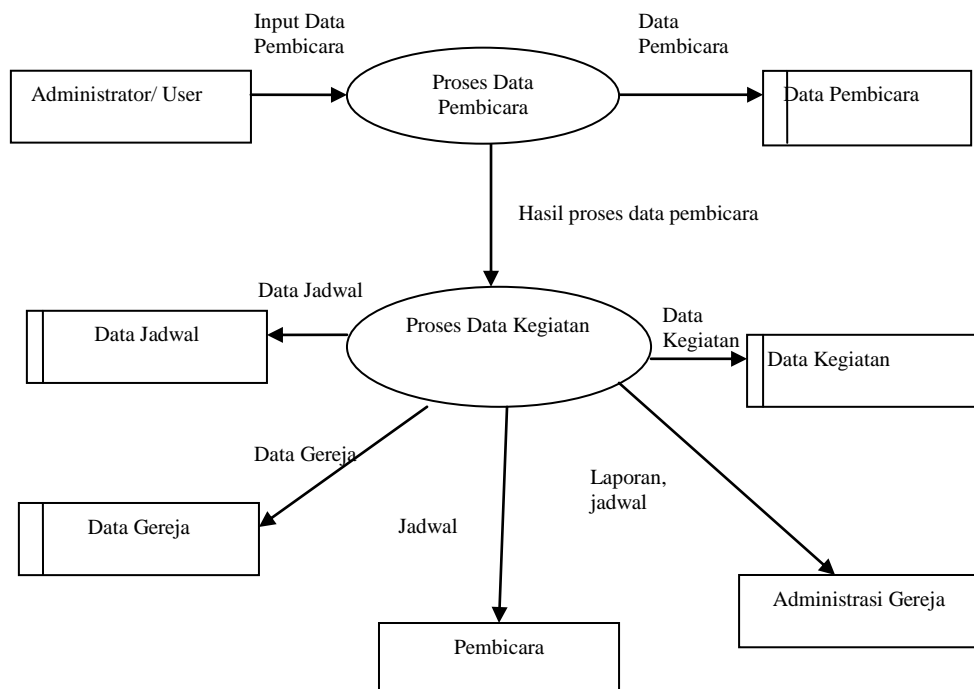 Input Data
Pembicara
Data
Pembicara
Administrator/ User
Proses Data
Pembicara
Data Pembicara
Hasil proses data pembicara
Data Jadwal
Data Jadwal
Proses Data Kegiatan
Data
Kegiatan
Data Kegiatan
Data Gereja
Data Gereja
Jadwal
Laporan,
jadwal
Administrasi Gereja
Pembicara